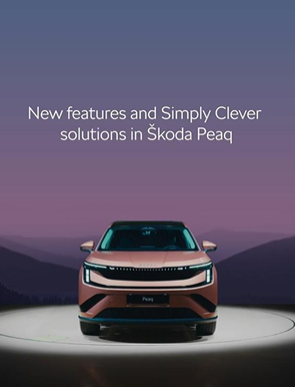 New features and Simply Clever
solutions in Škoda Peaq
Peaq